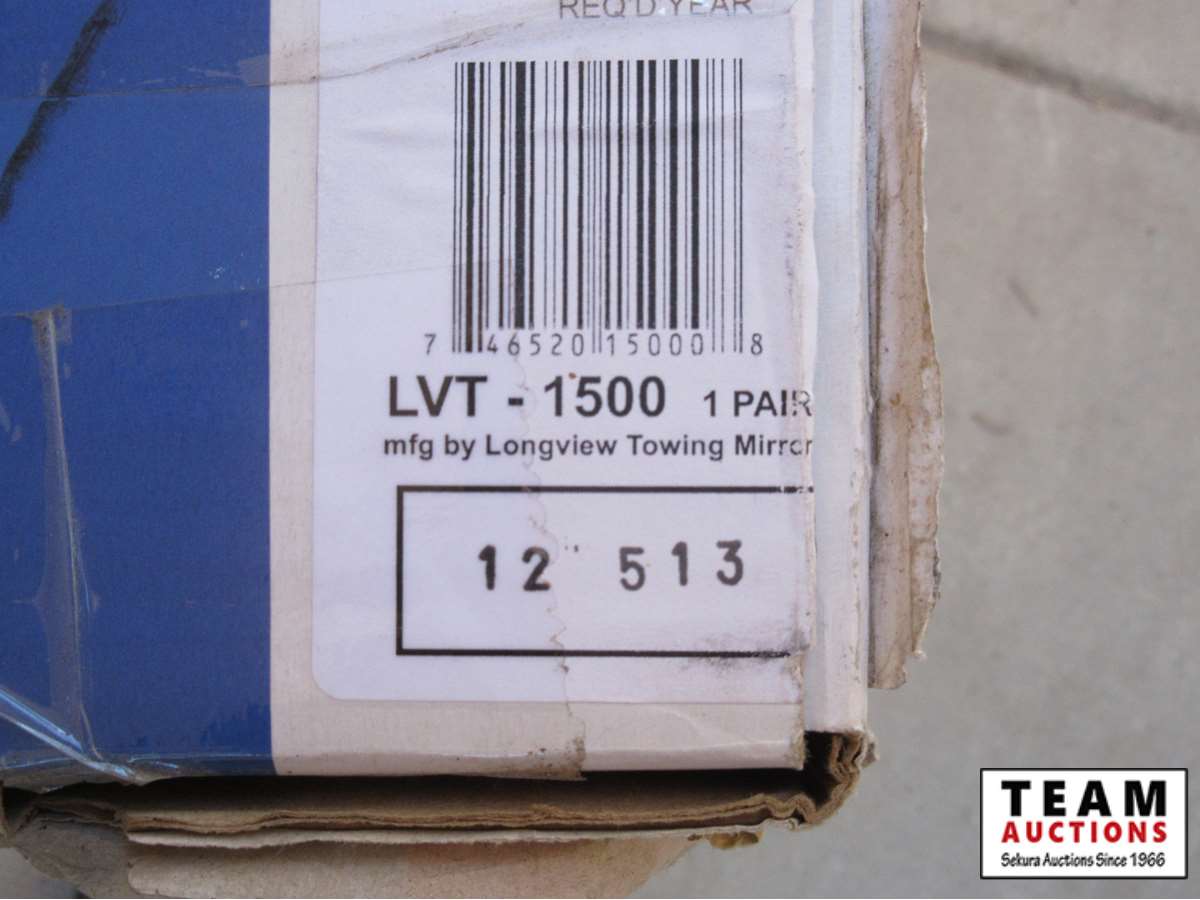 REQ'D YEAR
7 46520 15000 8
LVT - 1500 1 PAIR
mfg by Longview Towing Mirror
12 513
TEAM
AUCTIONS
Sekura Auctions Since 1966